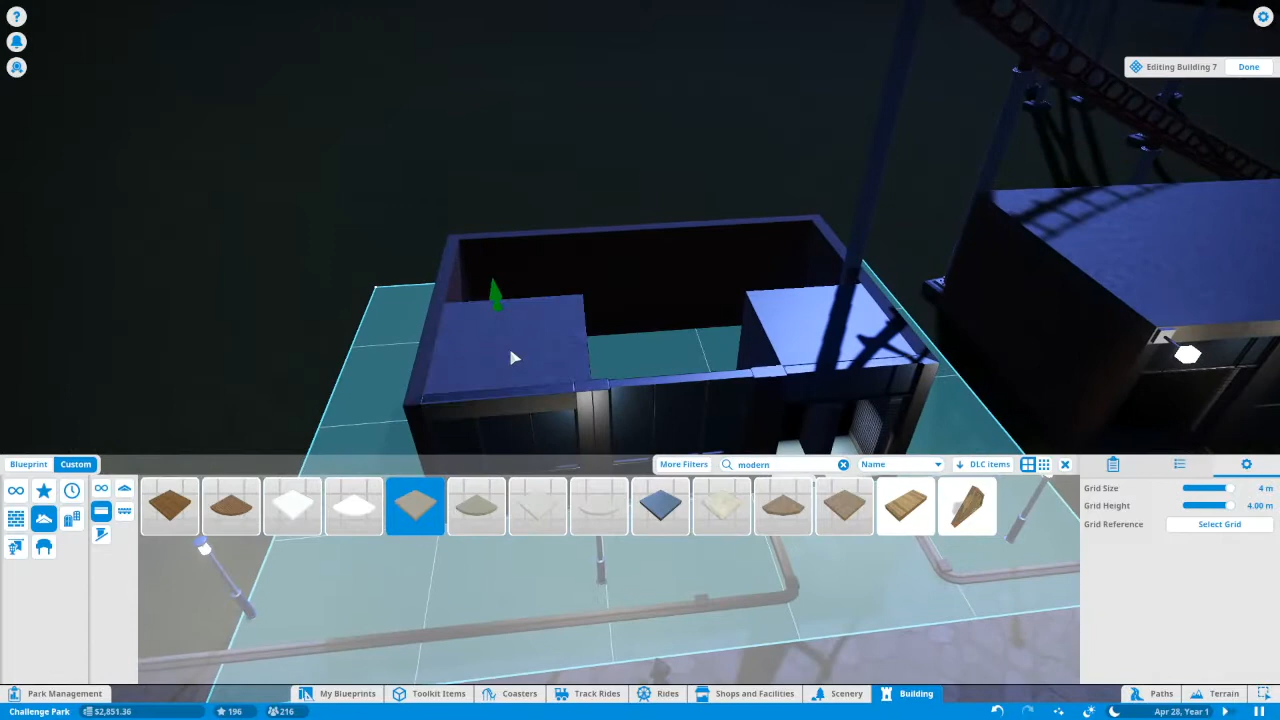 Editing Building 7 Done
Blueprint Custom
More Filters modern Name DLC items
Grid Size 4 m
Grid Height 4.00 m
Grid Reference Select Grid
Park Management My Blueprints Toolkit Items Coasters Track Rides Rides Shops and Facilities Scenery Building Paths Terrain
Challenge Park $2,851.36 196 216 Apr 28, Year 1